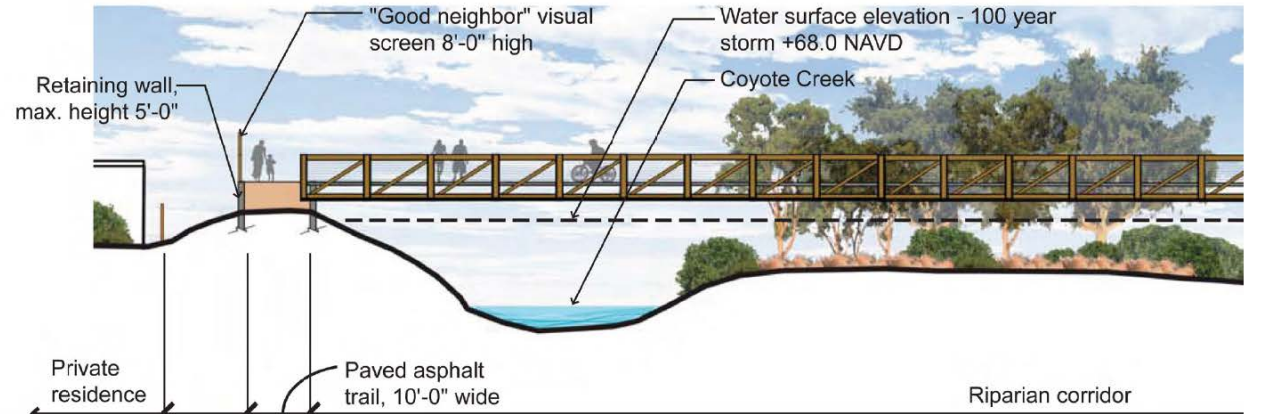 "Good neighbor" visual
screen 8'-0" high
Water surface elevation - 100 year
storm +68.0 NAVD
Coyote Creek
Retaining wall,
max. height 5'-0"
Private
residence
Paved asphalt
trail, 10'-0" wide
Riparian corridor